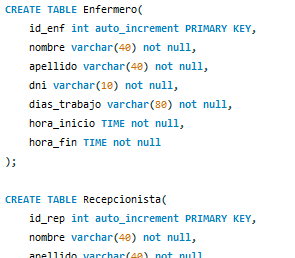 CREATE TABLE Enfermero(
id_enf int auto_increment PRIMARY KEY,
nombre varchar(40) not null,
apellido varchar(40) not null,
dni varchar(10) not null,
dias_trabajo varchar(80) not null,
hora_inicio TIME not null,
hora_fin TIME not null
);
CREATE TABLE Recepcionista(
id_rep int auto_increment PRIMARY KEY,
nombre varchar(40) not null,
apellido varchar(40) not null,